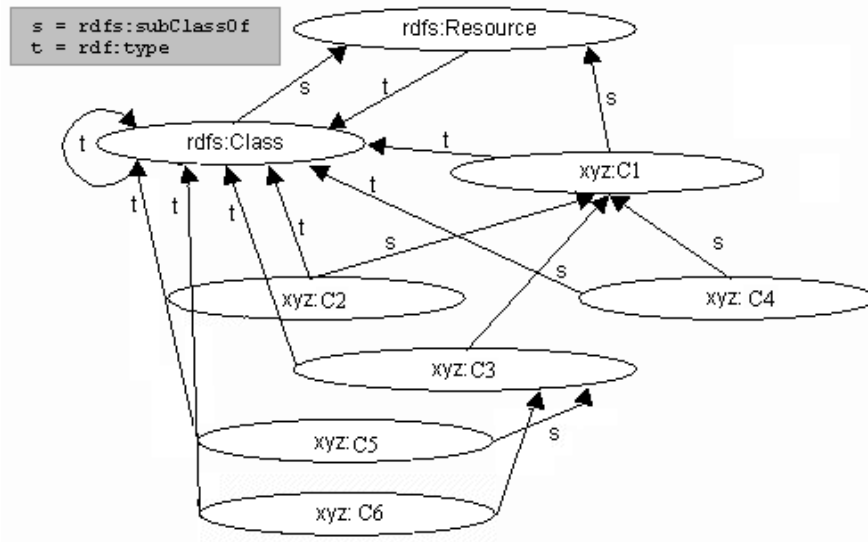 s = rdfs:subClassOf
t = rdf:type
rdfs:Resource
s
t
s
t
rdfs:Class
t
xyz:C1
t
t
t
t
t
s
s
s
xyz:C2
xyz: C4
xyz:C3
s
xyz:C5
xyz: C6